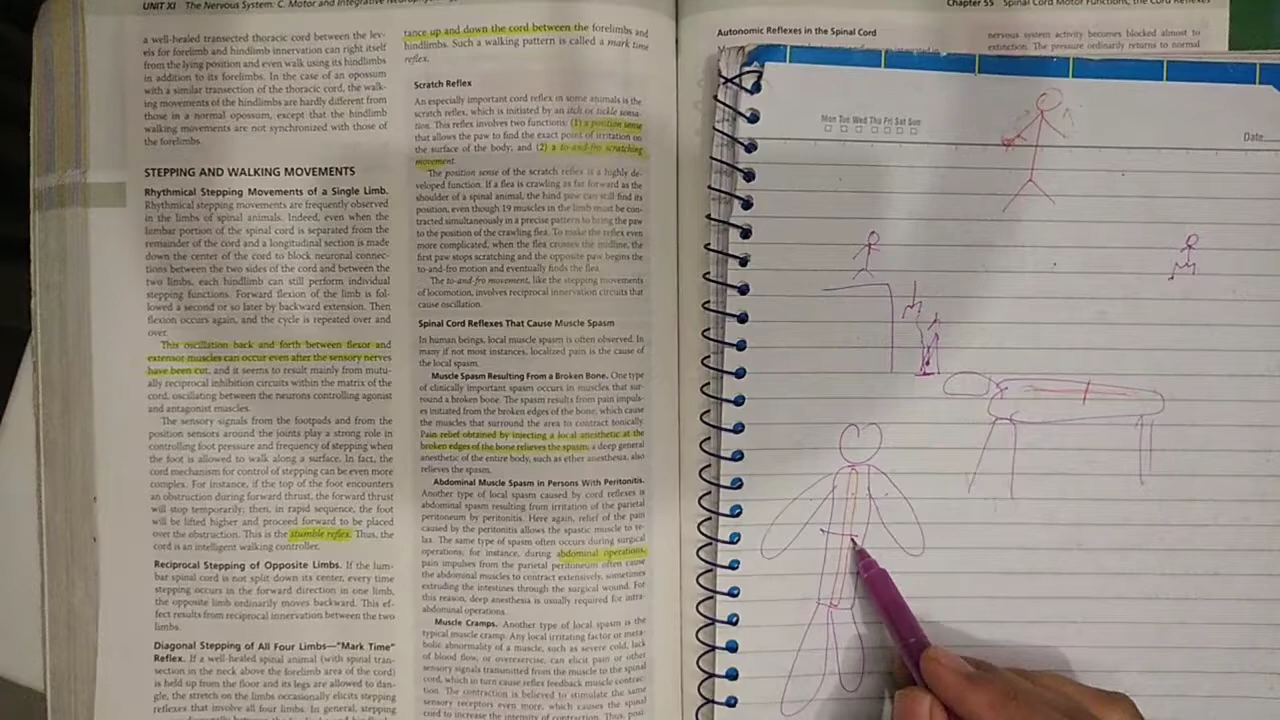 UNIT XI The Nervous System: C. Motor and Integrative
a well-healed transected thoracic cord between the lev-
els for forelimb and hindlimb innervation can right itself
from the lying position and even walk using its hindlimbs
in addition to its forelimbs. In the case of an opossum
with a similar transection of the thoracic cord, the walk-
ing movements of the hindlimbs are hardly different from
those in a normal opossum, except that the hindlimb
walking movements are not synchronized with those of
the forelimbs.
STEPPING AND WALKING MOVEMENTS
Rhythmical Stepping Movements of a Single Limb.
Rhythmical stepping movements are frequently observed
in the limbs of spinal animals. Indeed, even when the
lumbar portion of the spinal cord is separated from the
remainder of the cord and a longitudinal section is made
down the center of the cord to block neuronal connec-
tions between the two sides of the cord and between the
two limbs, each hindlimb can still perform individual
stepping functions. Forward flexion of the limb is fol-
lowed a second or so later by backward extension. Then
flexion occurs again, and the cycle is repeated over and
over.
This oscillation back and forth between flexor and
extensor muscles can occur even after the sensory nerves
have been cut, and it seems to result mainly from mutu-
ally reciprocal inhibition circuits within the matrix of the
cord, oscillating between the neurons controlling agonist
and antagonist muscles.
The sensory signals from the footpads and from the
position sensors around the joints play a strong role in
controlling foot pressure and frequency of stepping when
the foot is allowed to walk along a surface. In fact, the
cord mechanism for control of stepping can be even more
complex. For instance, if the top of the foot encounters
an obstruction during forward thrust, the forward thrust
will stop temporarily; then, in rapid sequence, the foot
will be lifted higher and proceed forward to be placed
over the obstruction. This is the stumble reflex. Thus, the
cord is an intelligent walking controller.
Reciprocal Stepping of Opposite Limbs. If the lum-
bar spinal cord is not split down its center, every time
stepping occurs in the forward direction in one limb,
the opposite limb ordinarily moves backward. This ef-
fect results from reciprocal innervation between the two
limbs.
Diagonal Stepping of All Four Limbs—"Mark Time"
Reflex. If a well-healed spinal animal (with spinal tran-
section in the neck above the forelimb area of the cord)
is held up from the floor and its legs are allowed to dan-
gle, the stretch on the limbs occasionally elicits stepping
reflexes that involve all four limbs. In general, stepping
tance up and down the cord between the forelimbs and
hindlimbs. Such a walking pattern is called a mark time
reflex.
Scratch Reflex
An especially important cord reflex in some animals is the
scratch reflex, which is initiated by an itch or tickle sensa-
tion. This reflex involves two functions: (1) a position sense
that allows the paw to find the exact point of irritation on
the surface of the body; and (2) a to-and-fro scratching
movement.
The position sense of the scratch reflex is a highly de-
veloped function. If a flea is crawling as far forward as the
shoulder of a spinal animal, the hind paw can still find its
position, even though 19 muscles in the limb must be con-
tracted simultaneously in a precise pattern to bring the paw
to the position of the crawling flea. To make the reflex even
more complicated, when the flea crosses the midline, the
first paw stops scratching and the opposite paw begins the
to-and-fro motion and eventually finds the flea.
The to-and-fro movement, like the stepping movements
of locomotion, involves reciprocal innervation circuits that
cause oscillation.
Spinal Cord Reflexes That Cause Muscle Spasm
In human beings, local muscle spasm is often observed. In
many if not most instances, localized pain is the cause of
the local spasm.
Muscle Spasm Resulting From a Broken Bone. One type
of clinically important spasm occurs in muscles that sur-
round a broken bone. The spasm results from pain impuls-
es initiated from the broken edges of the bone, which cause
the muscles that surround the area to contract tonically.
Pain relief obtained by injecting a local anesthetic at the
broken edges of the bone relieves the spasm; a deep general
anesthetic of the entire body, such as ether anesthesia, also
relieves the spasm.
Abdominal Muscle Spasm in Persons With Peritonitis.
Another type of local spasm caused by cord reflexes is
abdominal spasm resulting from irritation of the parietal
peritoneum by peritonitis. Here again, relief of the pain
caused by the peritonitis allows the spastic muscle to re-
lax. The same type of spasm often occurs during surgical
operations; for instance, during abdominal operations,
pain impulses from the parietal peritoneum often cause
the abdominal muscles to contract extensively, sometimes
extruding the intestines through the surgical wound. For
this reason, deep anesthesia is usually required for intra-
abdominal operations.
Muscle Cramps. Another type of local spasm is the
typical muscle cramp. Any local irritating factor or meta-
bolic abnormality of a muscle, such as severe cold, lack
of blood flow, or overexercise, can elicit pain or other
sensory signals transmitted from the muscle to the spinal
cord, which in turn cause reflex feedback muscle contrac-
tion. The contraction is believed to stimulate the same
sensory receptors even more, which causes the spinal
cord to increase the intensity of contraction. Thus, posi-
Chapter 55 Spinal Cord Motor Functions, the Cord Reflexes
Autonomic Reflexes in the Spinal Cord
nervous system activity becomes blocked almost to
extinction. The pressure ordinarily returns to normal
Mon Tue Wed Thu Fri Sat Sun
Date